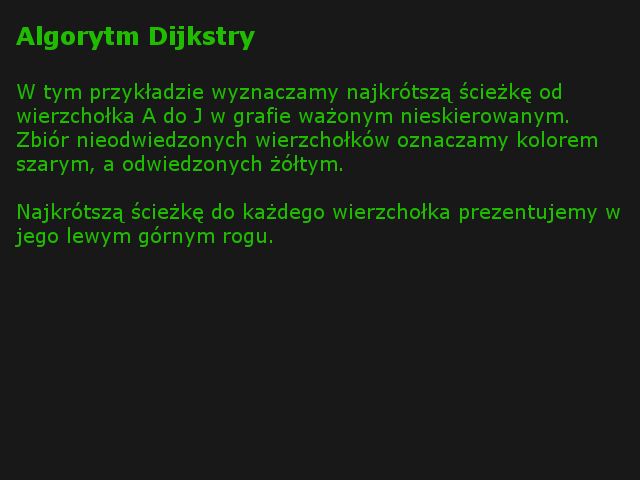 Algorytm Dijkstry
W tym przykładzie wyznaczamy najkrótszą ścieżkę od
wierzchołka A do J w grafie ważonym nieskierowanym.
Zbiór nieodwiedzonych wierzchołków oznaczamy kolorem
szarym, a odwiedzonych żółtym.
Najkrótszą ścieżkę do każdego wierzchołka prezentujemy w
jego lewym górnym rogu.